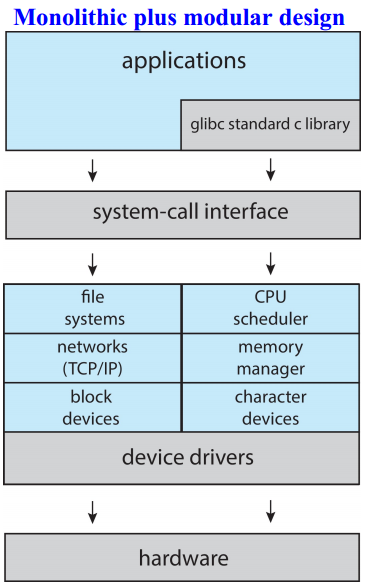 Monolithic plus modular design
applications
glibc standard c library
system-call interface
file
systems
CPU
scheduler
networks
(TCP/IP)
memory
manager
block
devices
character
devices
device drivers
hardware